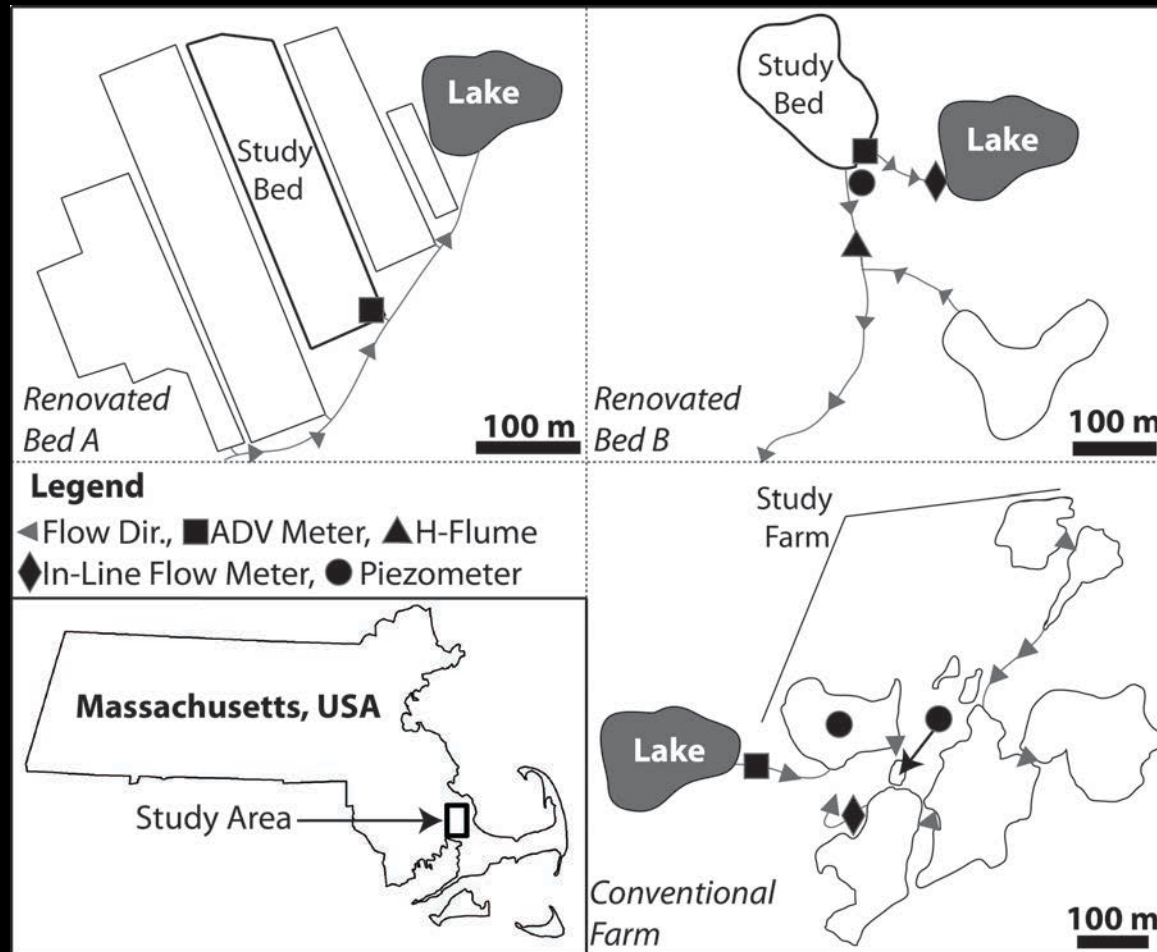 Lake
Study
Bed
Renovated
Bed A
100 m
Study
Bed
Lake
Renovated
Bed B
100 m
Legend
Flow Dir., ADV Meter, H-Flume
In-Line Flow Meter, Piezometer
Massachusetts, USA
Study Area
Study
Farm
Lake
Conventional
Farm
100 m